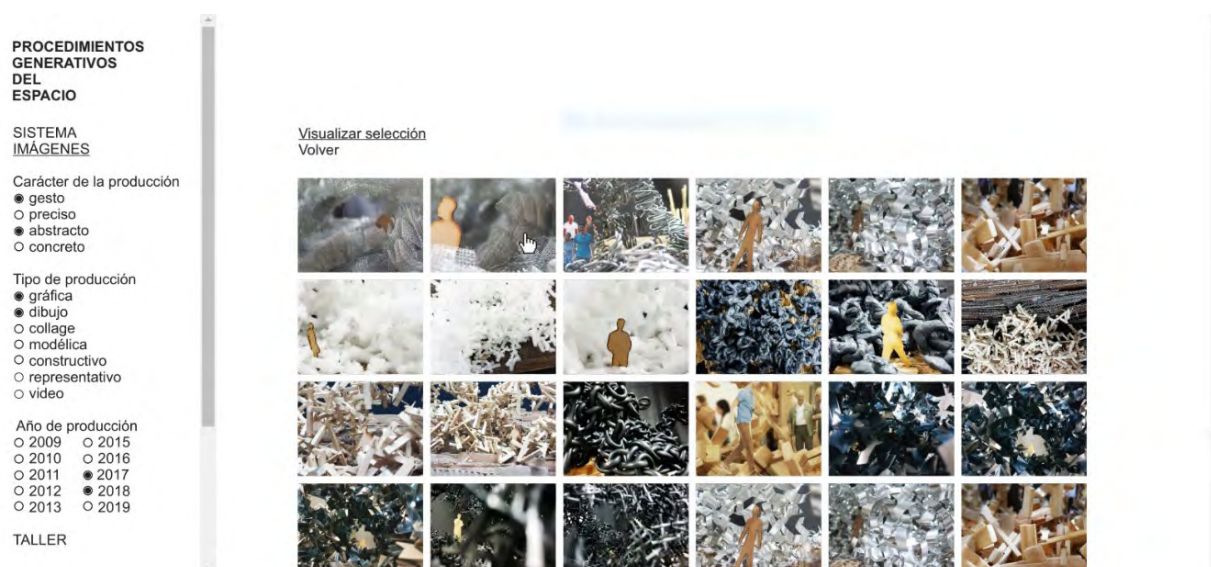 PROCEDIMIENTOS
GENERATIVOS
DEL
ESPACIO
SISTEMA
IMÁGENES
Carácter de la producción
gesto
preciso
abstracto
concreto
Tipo de producción
gráfica
dibujo
collage
modélica
constructivo
representativo
video
Año de producción
2009 2015
2010 2016
2011 2017
2012 2018
2013 2019
TALLER
Visualizar selección
Volver